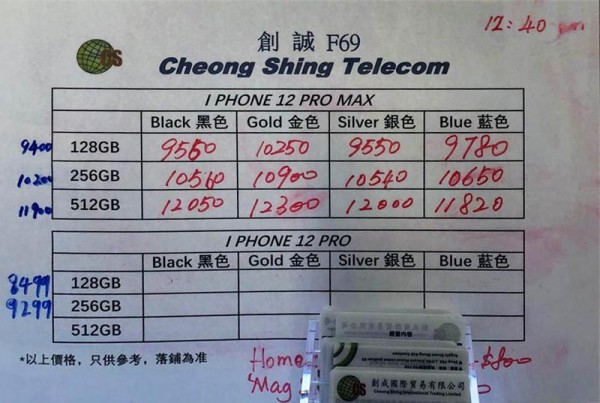 12:40 pm
創誠 F69
CS
Cheong Shing Telecom
I PHONE 12 PRO MAX
Black 黑色 Gold 金色 Silver 銀色 Blue 藍色
9400 128GB 9550 10250 9550 9780
10200 256GB 10540 10900 10540 10650
11900 512GB 12050 12300 12000 11820
I PHONE 12 PRO
Black 黑色 Gold 金色 Silver 銀色 Blue 藍色
8499 128GB
9299 256GB
512GB
*以上價格，只供參考，落鋪為准
Home $800
Mag
創成國際貿易有限公司